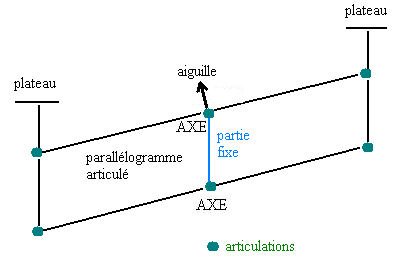 plateau
plateau
aiguille
AXE
partie
fixe
parallélogramme
articulé
AXE
articulations